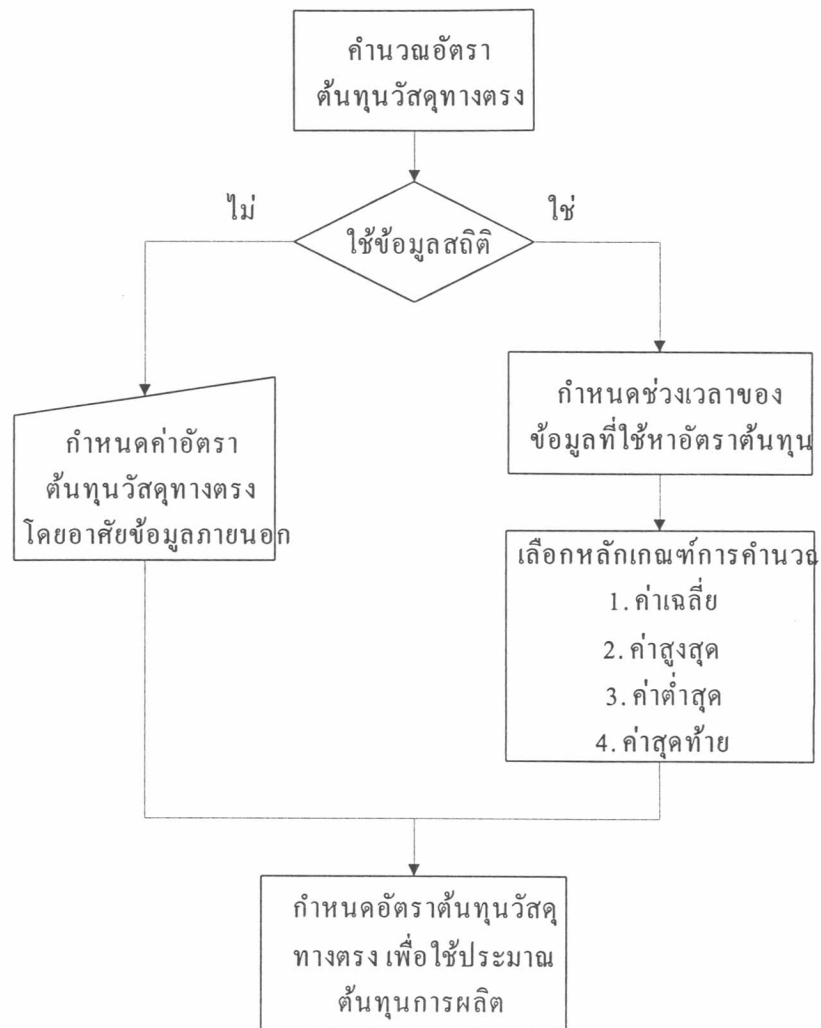 คำนวณอัตรา
ต้นทุนวัสดุทางตรง
ไม่
ใช่
ใช้ข้อมูลสถิติ
กำหนดค่าอัตรา
ต้นทุนวัสดุทางตรง
โดยอาศัยข้อมูลภายนอก
กำหนดช่วงเวลาของ
ข้อมูลที่ใช้หาอัตราต้นทุน
เลือกหลักเกณฑ์การคำนวณ
1. ค่าเฉลี่ย
2. ค่าสูงสุด
3. ค่าต่ำสุด
4. ค่าสุดท้าย
กำหนดอัตราต้นทุนวัสดุ
ทางตรง เพื่อใช้ประมาณ
ต้นทุนการผลิต